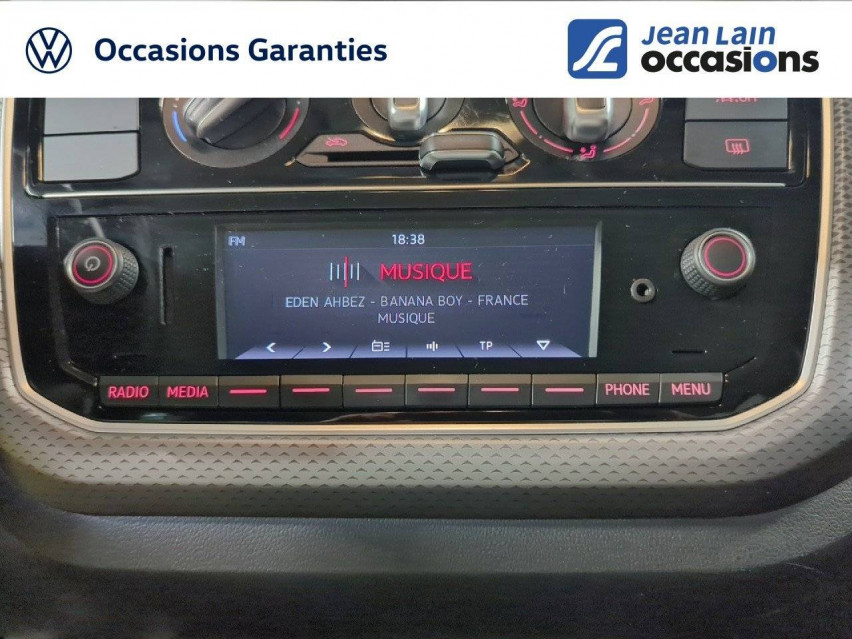 Occasions Garanties
Jean Lain
occasions
FM
18:38
MUSIQUE
EDEN AHBEZ - BANANA BOY - FRANCE
MUSIQUE
TP
RADIO
MEDIA
PHONE
MENU